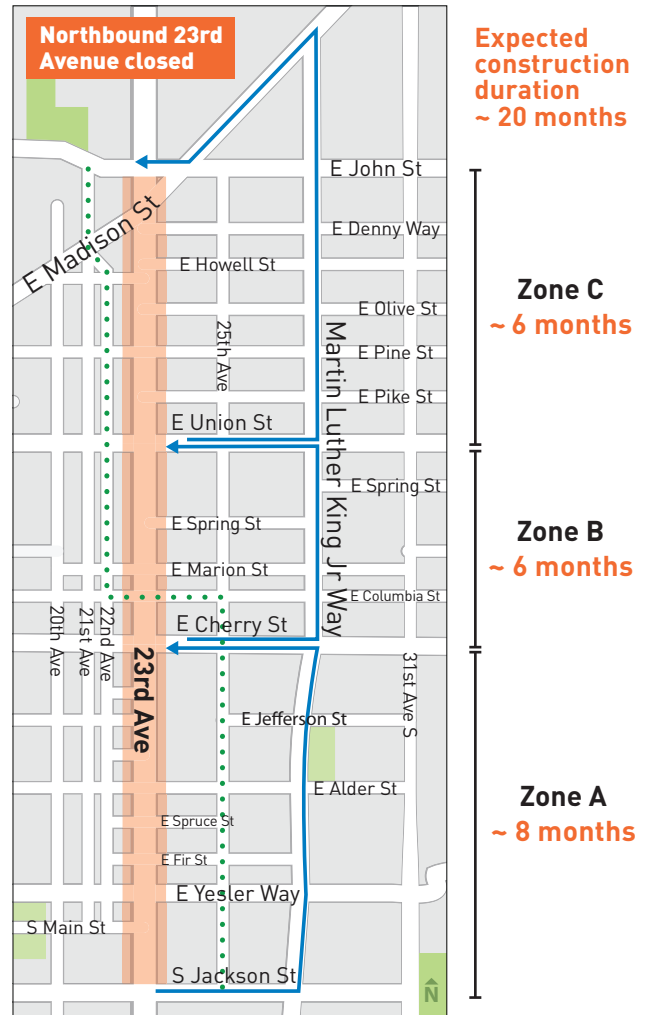 Northbound 23rd
Avenue closed
Expected
construction
duration
~ 20 months
E John St
E Madison St
E Denny Way
E Howell St
Zone C
~ 6 months
E Olive St
25th Ave
Martin Luther King Jr Way
E Pine St
E Pike St
E Union St
E Spring St
E Spring St
Zone B
~ 6 months
E Marion St
E Columbia St
E Cherry St
20th Ave
21st Ave
22nd Ave
23rd Ave
31st Ave S
E Jefferson St
E Alder St
Zone A
~ 8 months
E Spruce St
E Fir St
E Yesler Way
S Main St
S Jackson St
N